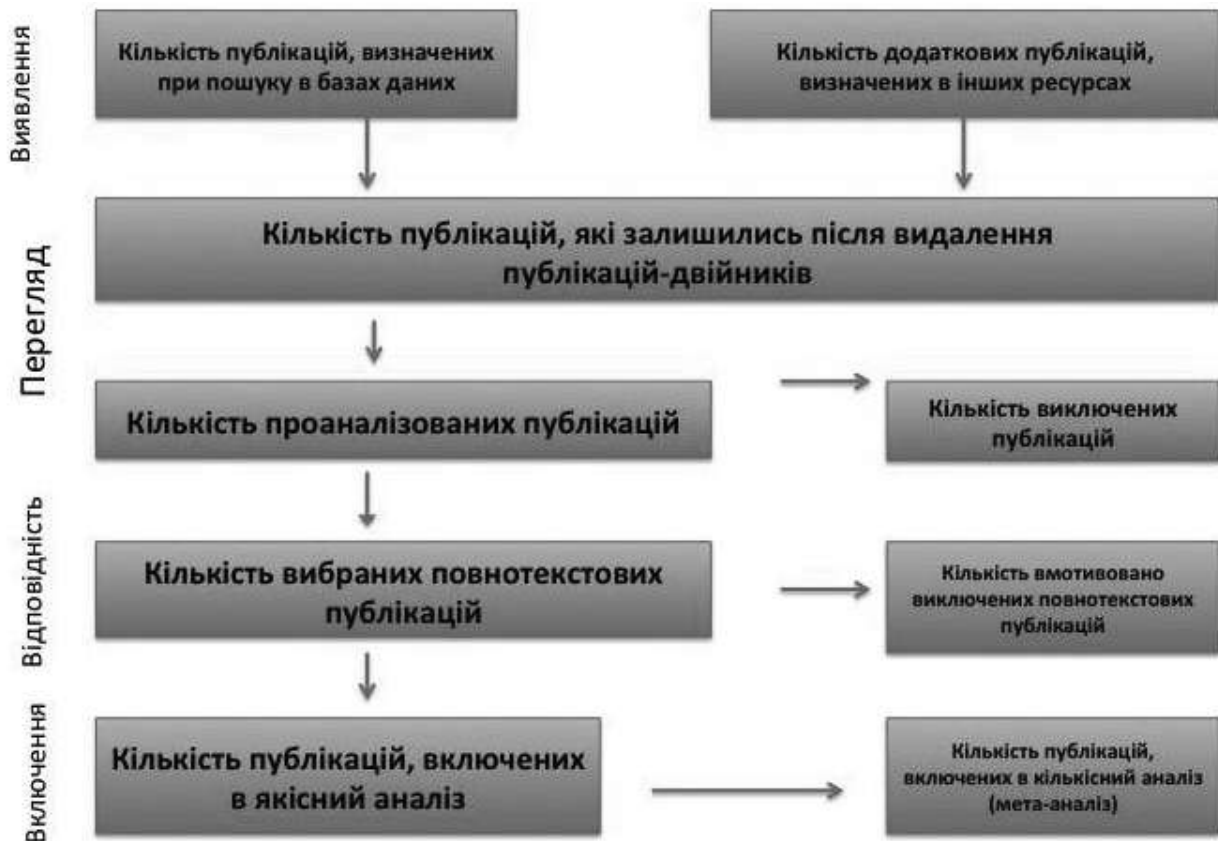 Виявлення
Кількість публікацій, визначених
при пошуку в базах даних
Кількість додаткових публікацій,
визначених в інших ресурсах
Перегляд
Кількість публікацій, які залишились після видалення
публікацій-двійників
Кількість проаналізованих публікацій
Кількість виключених
публікацій
Відповідність
Кількість вибраних повнотекстових
публікацій
Кількість вмотивовано
виключених повнотекстових
публікацій
Включення
Кількість публікацій, включених
в якісний аналіз
Кількість публікацій,
включених в кількісний аналіз
(мета-аналіз)